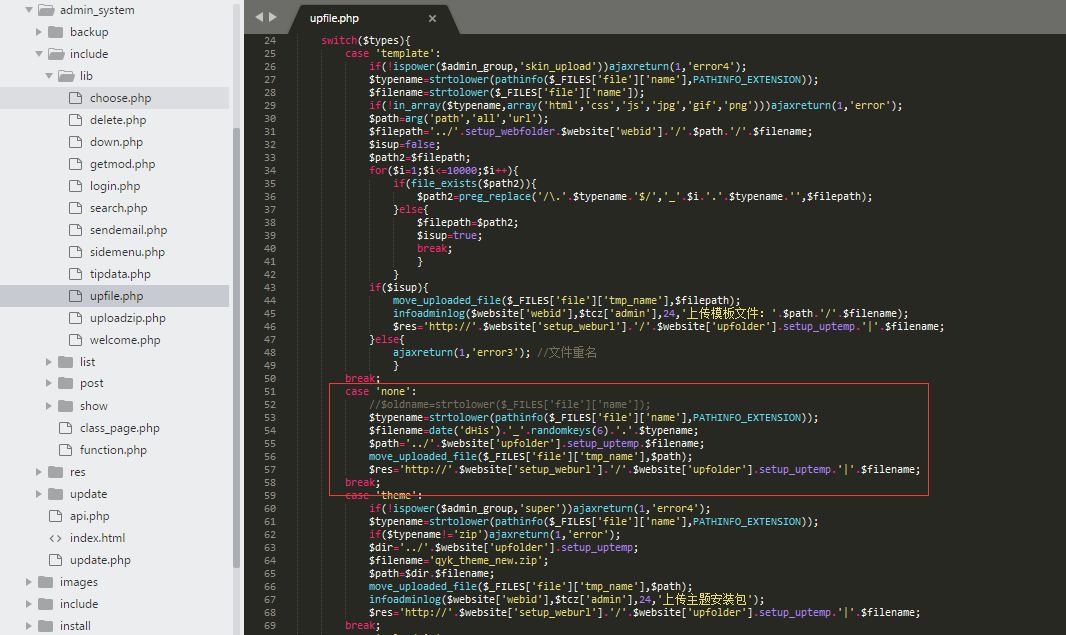 admin_system
backup
include
lib
choose.php
delete.php
down.php
getmod.php
login.php
search.php
sendemail.php
sidemenu.php
tipdata.php
upfile.php
uploadzip.php
welcome.php
list
post
show
class_page.php
function.php
res
update
api.php
index.html
update.php
images
include
install
upfile.php
24 switch($types){
25 case 'template':
26 if(!ispower($admin_group,'skin_upload'))ajaxreturn(1,'error4');
27 $typename=strtolower(pathinfo($_FILES['file']['name'],PATHINFO_EXTENSION));
28 $filename=strtolower($_FILES['file']['name']);
29 if(!in_array($typename,array('html','css','js','jpg','gif','png')))ajaxreturn(1,'error');
30 $path=arg('path','all','url');
31 $filepath='../'.setup_webfolder.$website['webid'].'/'.$path.'/'.$filename;
32 $isup=false;
33 $path2=$filepath;
34 for($i=1;$i<=10000;$i++){
35 if(file_exists($path2)){
36 $path2=preg_replace('/\.'.$typename.'$/','_'.$i.'.'.$typename.'',$filepath);
37 }else{
38 $filepath=$path2;
39 $isup=true;
40 break;
41 }
42 }
43 if($isup){
44 move_uploaded_file($_FILES['file']['tmp_name'],$filepath);
45 infoadminlog($website['webid'],$tcz['admin'],24,'上传模板文件: '.$path.'/'.$filename);
46 $res='http://'.$website['setup_weburl'].'/'.$website['upfolder'].setup_uptemp.'|'.$filename;
47 }else{
48 ajaxreturn(1,'error3'); //文件重名
49 }
50 break;
51 case 'none':
52 //$oldname=strtolower($_FILES['file']['name']);
53 $typename=strtolower(pathinfo($_FILES['file']['name'],PATHINFO_EXTENSION));
54 $filename=date('dHis').'_'.randomkeys(6).'.'.$typename;
55 $path='../'.$website['upfolder'].setup_uptemp.$filename;
56 move_uploaded_file($_FILES['file']['tmp_name'],$path);
57 $res='http://'.$website['setup_weburl'].'/'.$website['upfolder'].setup_uptemp.'|'.$filename;
58 break;
59 case 'theme':
60 if(!ispower($admin_group,'super'))ajaxreturn(1,'error4');
61 $typename=strtolower(pathinfo($_FILES['file']['name'],PATHINFO_EXTENSION));
62 if($typename!='zip')ajaxreturn(1,'error');
63 $dir='../'.$website['upfolder'].setup_uptemp;
64 $filename='qyk_theme_new.zip';
65 $path=$dir.$filename;
66 move_uploaded_file($_FILES['file']['tmp_name'],$path);
67 infoadminlog($website['webid'],$tcz['admin'],24,'上传主题安装包');
68 $res='http://'.$website['setup_weburl'].'/'.$website['upfolder'].setup_uptemp.'|'.$filename;
69 break;